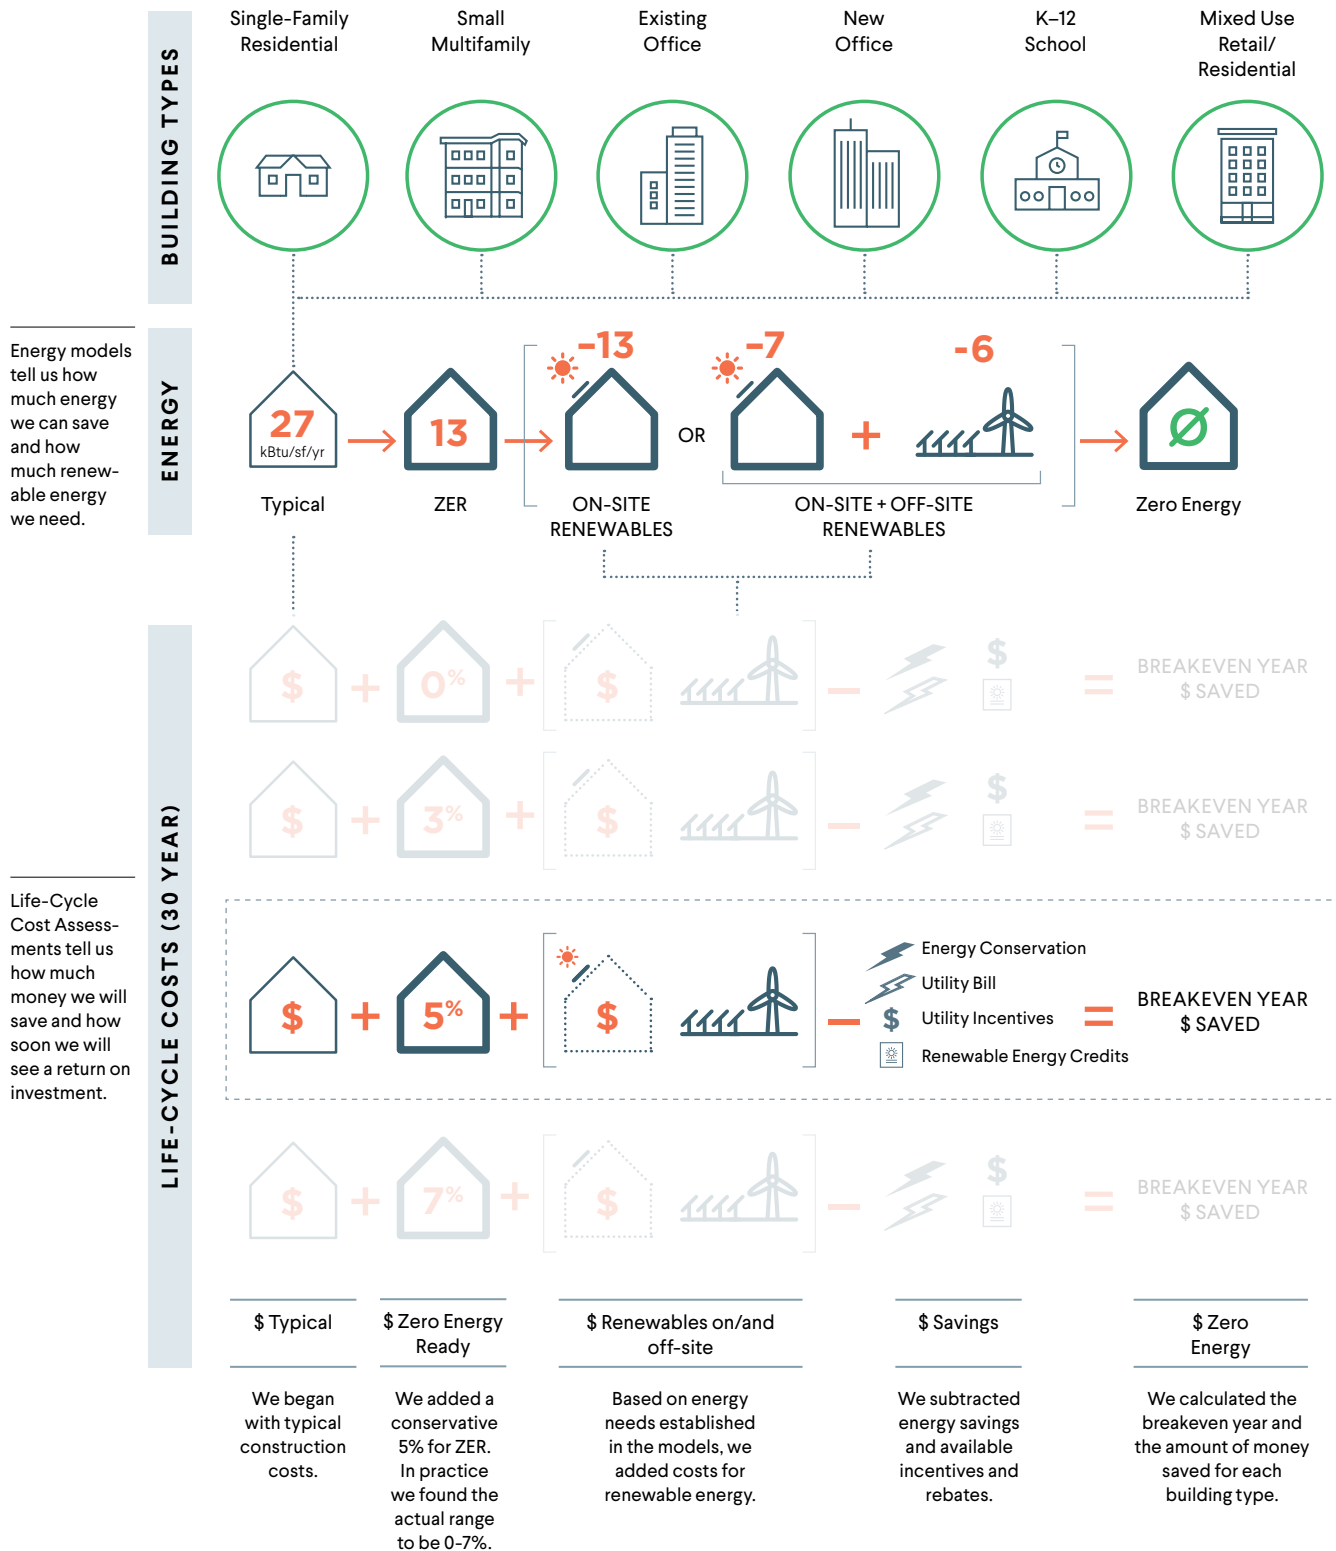 Single-Family
Residential
Small
Multifamily
Existing
Office
New
Office
K–12
School
Mixed Use
Retail/
Residential
BUILDING TYPES
Energy models
tell us how
much energy
we can save
and how
much renew-
able energy
we need.
ENERGY
27
kBtu/sf/yr
Typical
13
ZER
-13
ON-SITE
RENEWABLES
OR
-7
+
-6
ON-SITE + OFF-SITE
RENEWABLES
Ø
Zero Energy
LIFE-CYCLE COSTS (30 YEAR)
$ + 0% + $ – $ =
BREAKEVEN YEAR
$ SAVED
$ + 3% + $ – $ =
BREAKEVEN YEAR
$ SAVED
Life-Cycle
Cost Assess-
ments tell us
how much
money we will
save and how
soon we will
see a return on
investment.
$ + 5% + $ –
Energy Conservation
Utility Bill
$ Utility Incentives
Renewable Energy Credits
=
BREAKEVEN YEAR
$ SAVED
$ + 7% + $ – $ =
BREAKEVEN YEAR
$ SAVED
$ Typical
$ Zero Energy
Ready
$ Renewables on/and
off-site
$ Savings
$ Zero
Energy
We began
with typical
construction
costs.
We added a
conservative
5% for ZER.
In practice
we found the
actual range
to be 0-7%.
Based on energy
needs established
in the models, we
added costs for
renewable energy.
We subtracted
energy savings
and available
incentives and
rebates.
We calculated the
breakeven year and
the amount of money
saved for each
building type.